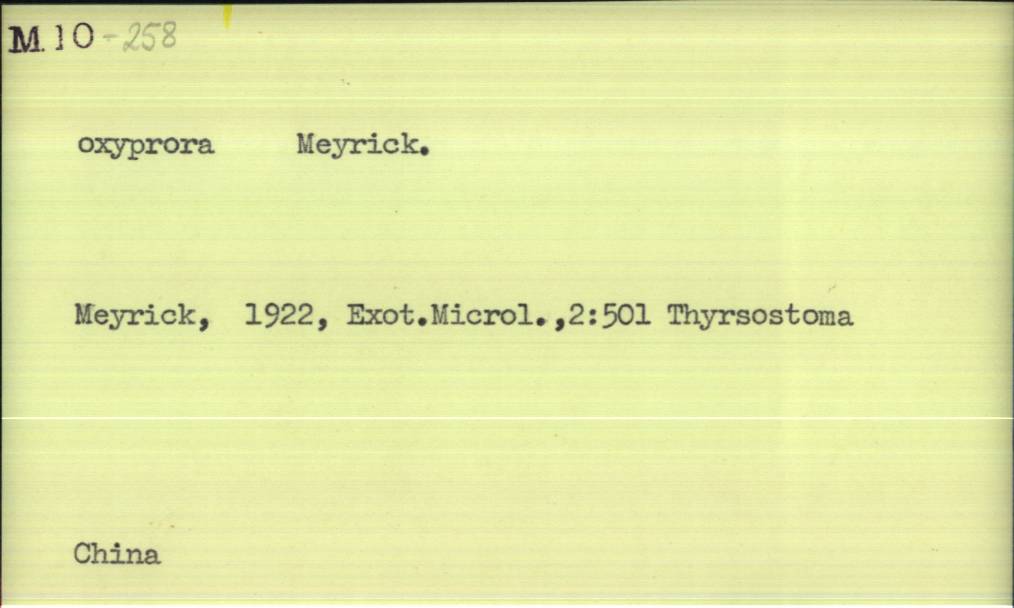 M.10-258
oxyprora Meyrick.
Meyrick, 1922, Exot.Microl.,2:501 Thyrsostoma
China